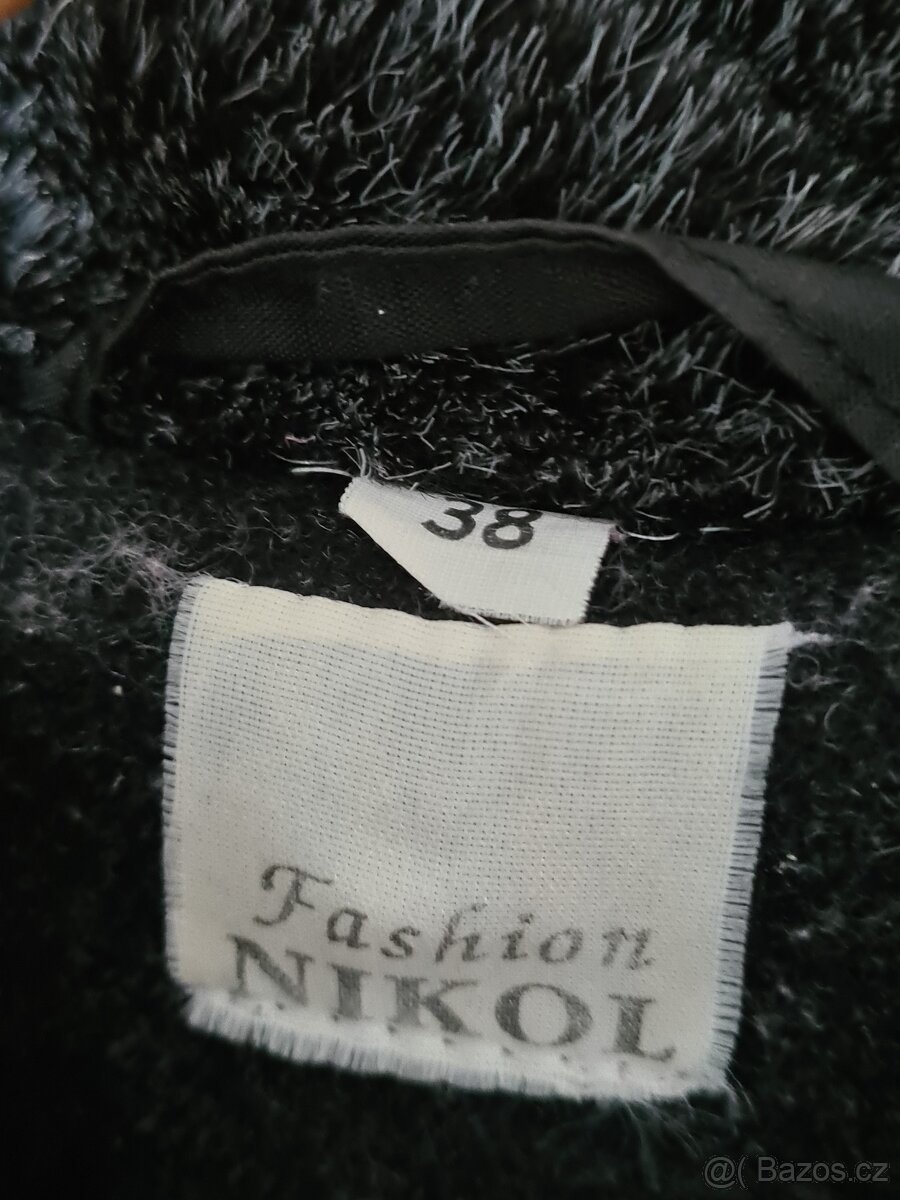 38
Fashion
NIKOL
@( Bazos.cz